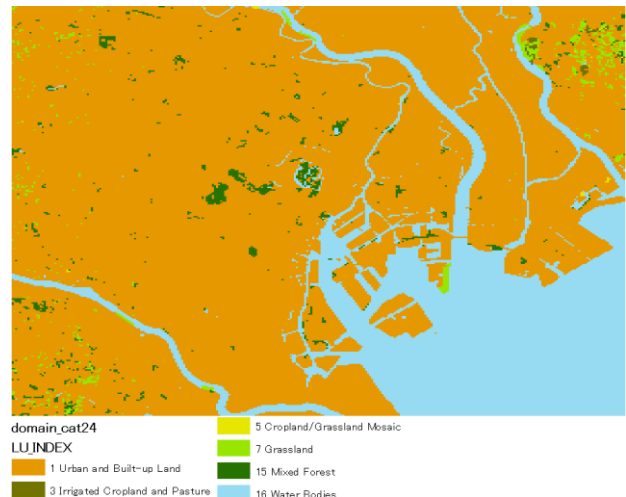 domain_cat24
LU_INDEX
1 Urban and Built-up Land
3 Irrigated Cropland and Pasture
5 Cropland/Grassland Mosaic
7 Grassland
15 Mixed Forest
16 Water Bodies